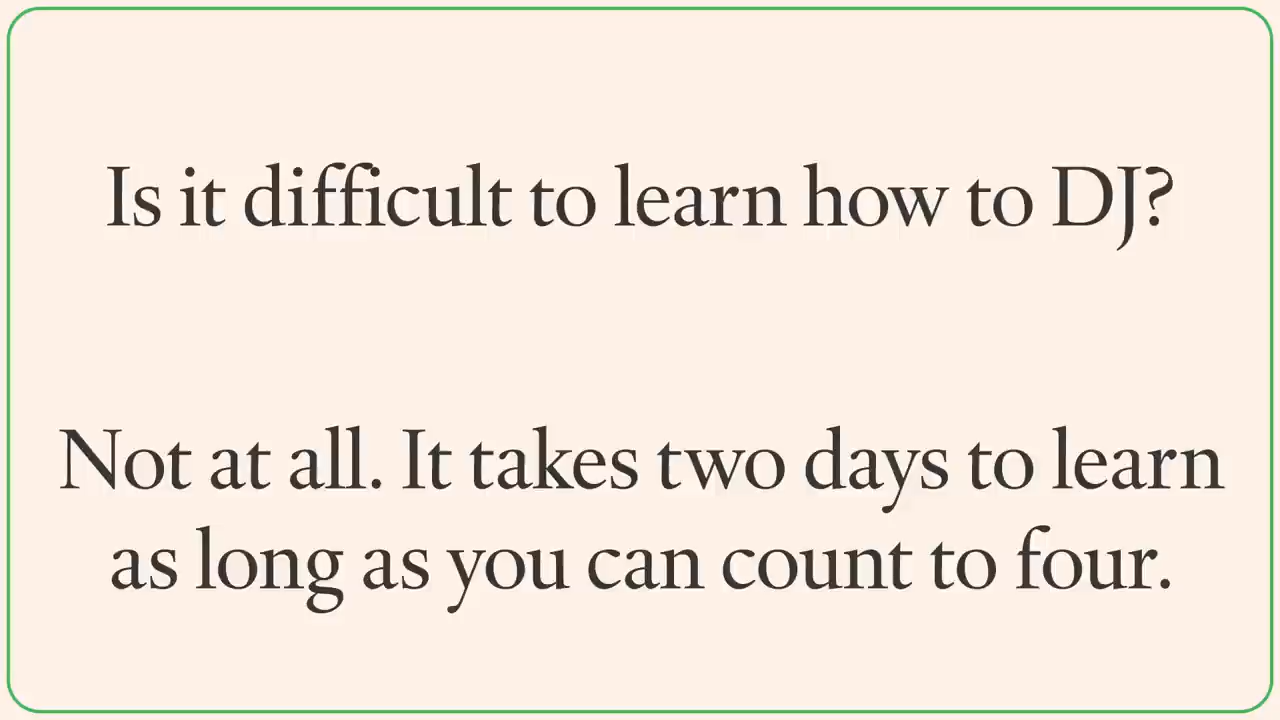 Is it difficult to learn how to DJ?
Not at all. It takes two days to learn
as long as you can count to four.